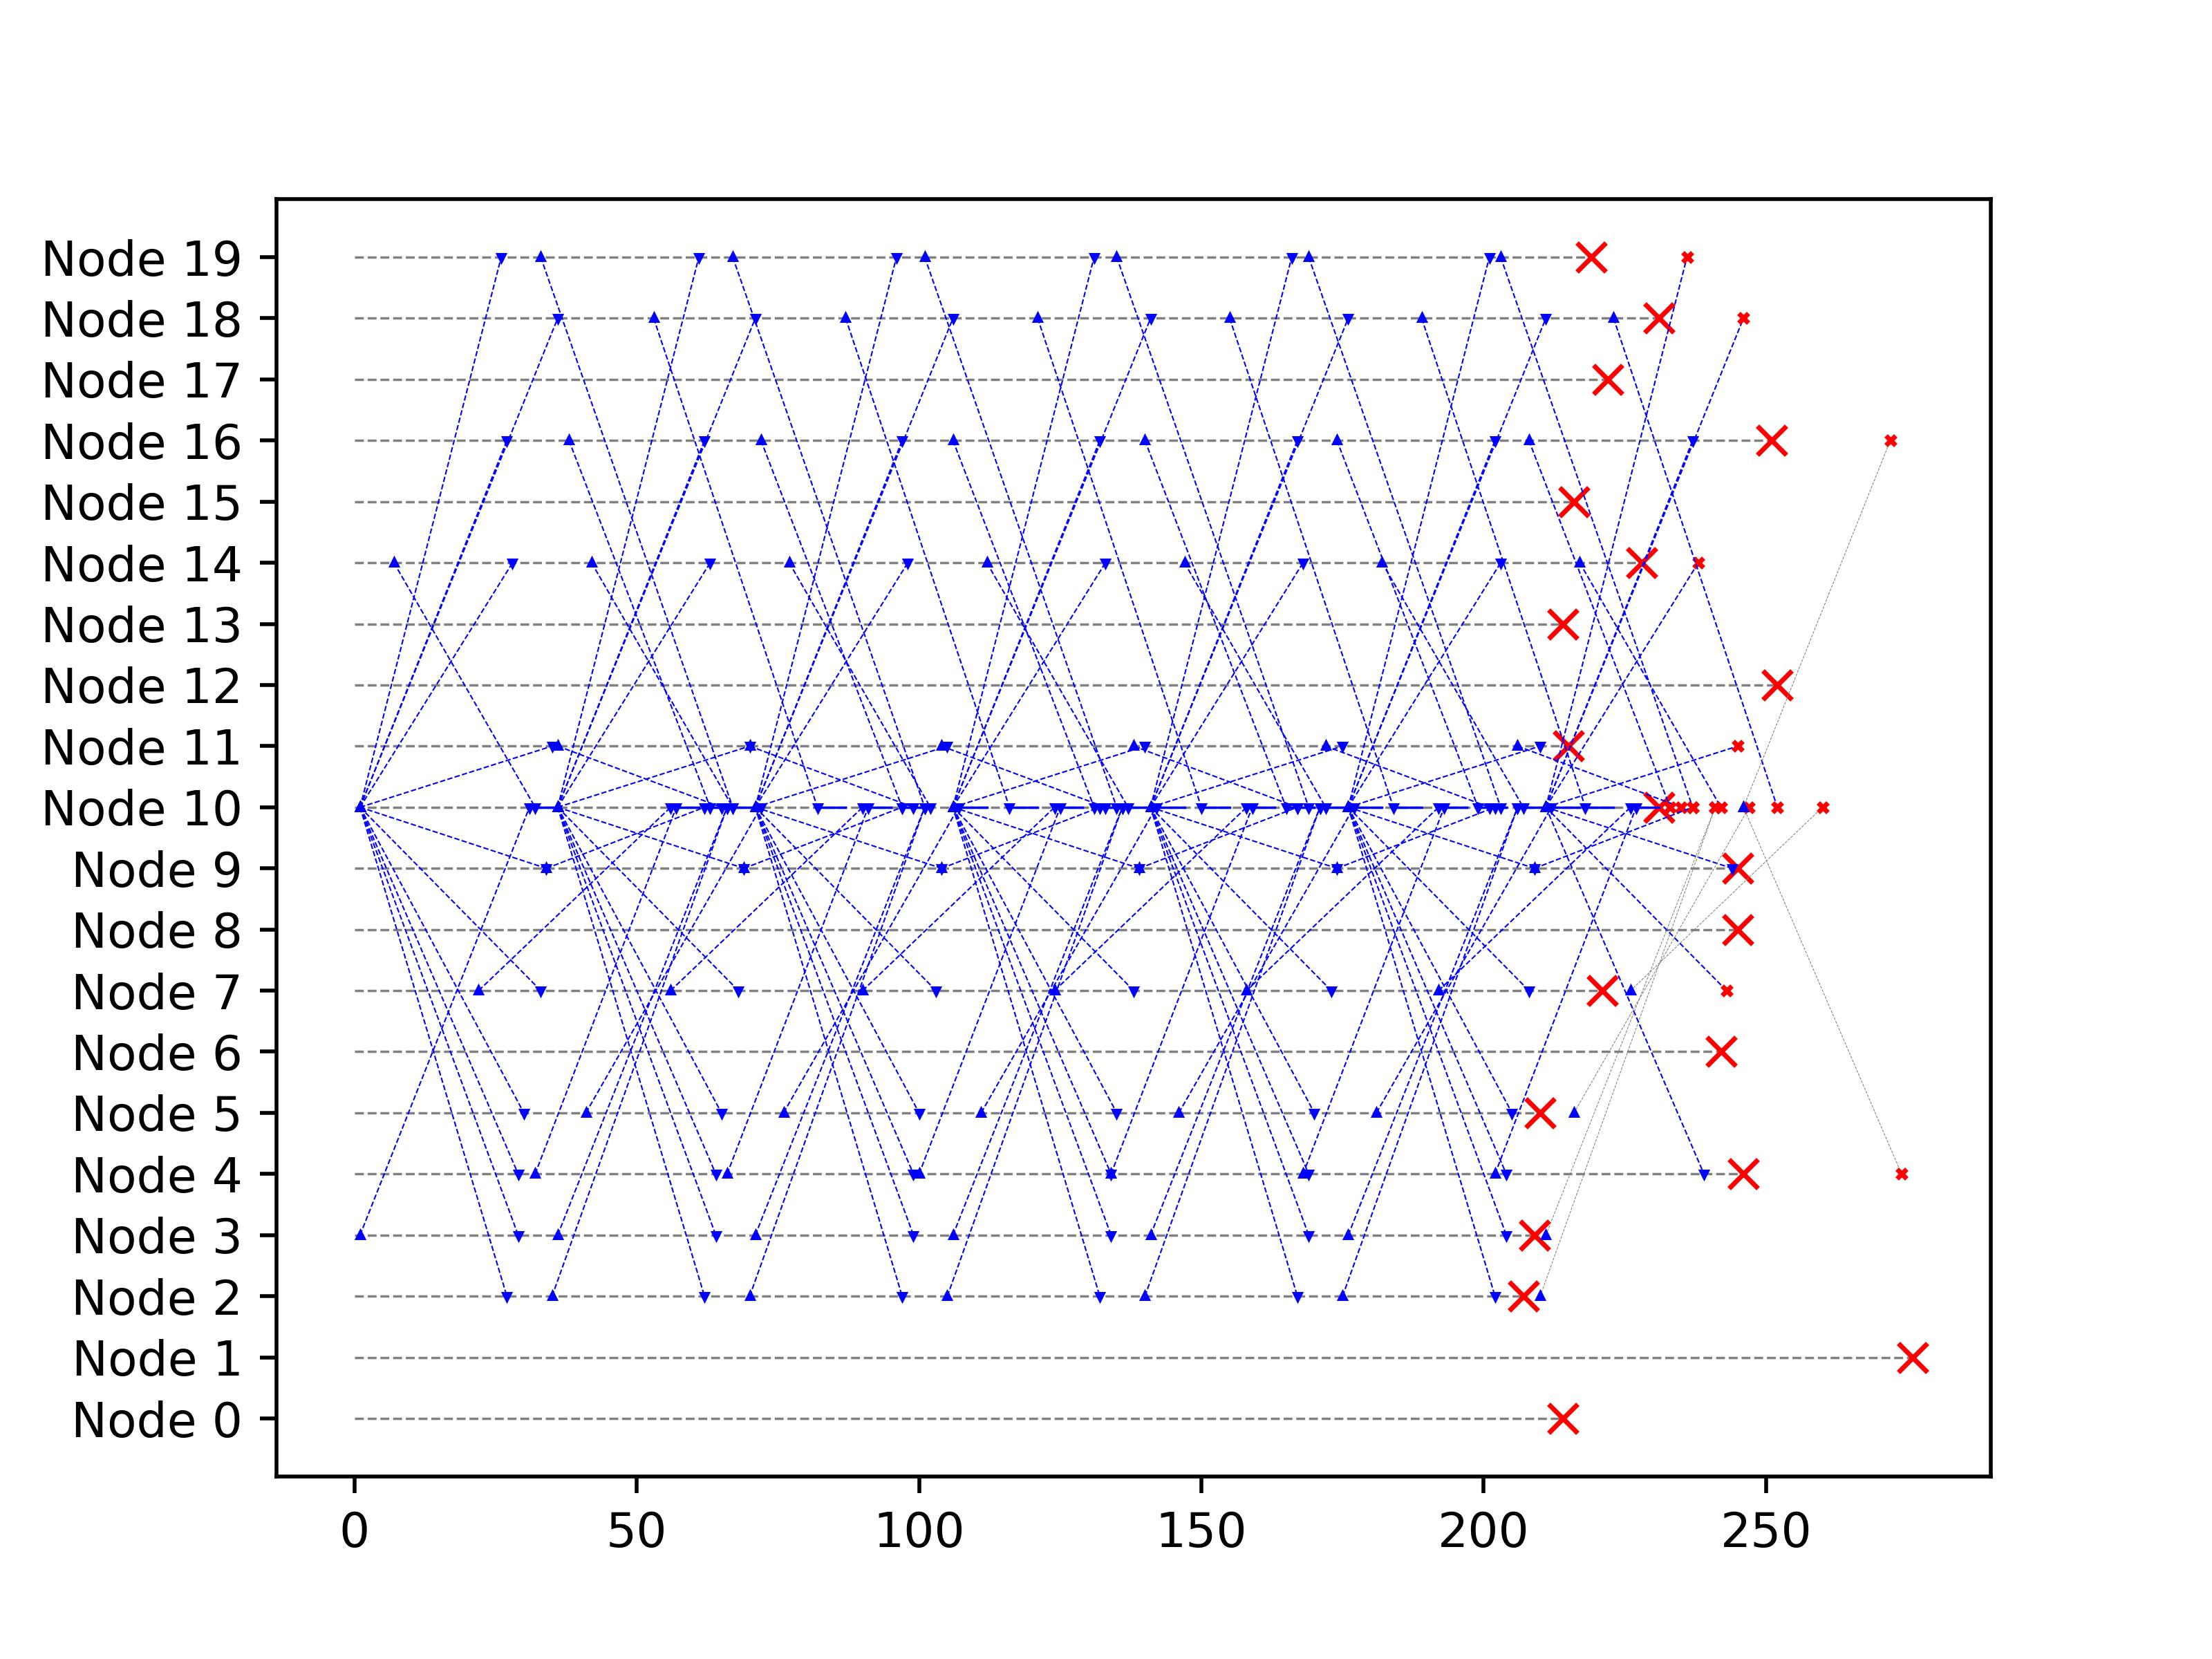 Node 19
Node 18
Node 17
Node 16
Node 15
Node 14
Node 13
Node 12
Node 11
Node 10
Node 9
Node 8
Node 7
Node 6
Node 5
Node 4
Node 3
Node 2
Node 1
Node 0
0 50 100 150 200 250